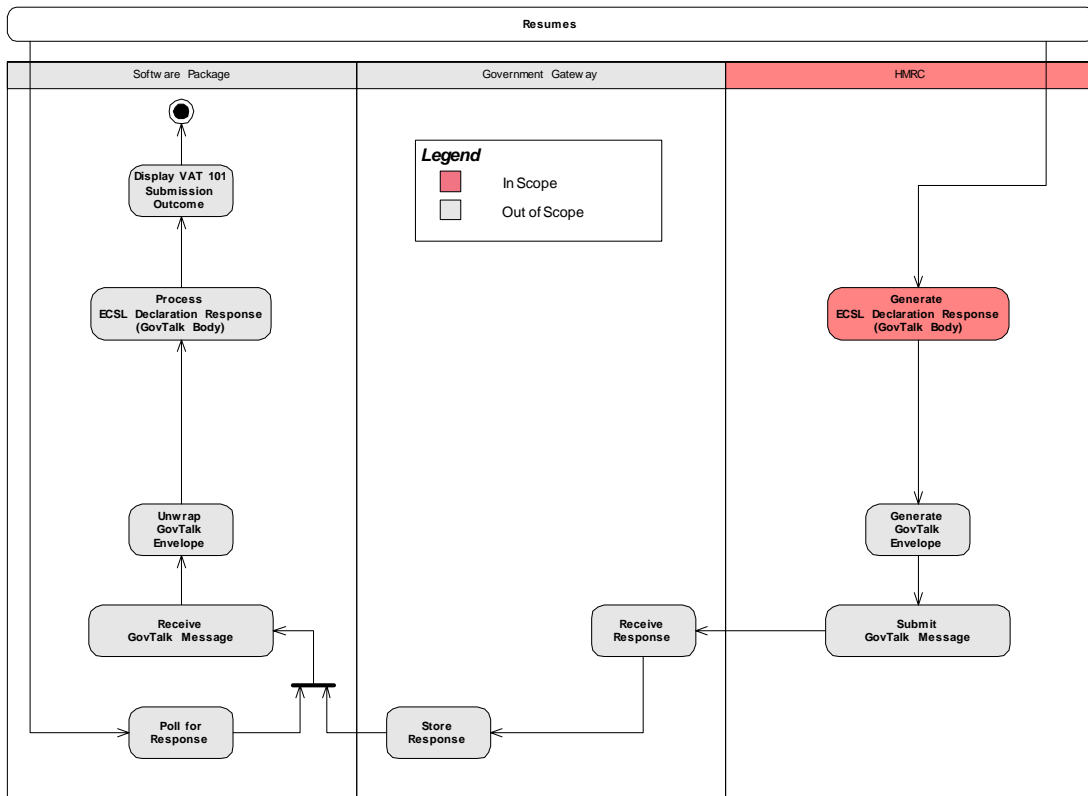 Resumes
Software Package
Government Gateway
HMRC
Legend
In Scope
Out of Scope
Display VAT 101
Submission
Outcome
Process
ECSL Declaration Response
(GovTalk Body)
Generate
ECSL Declaration Response
(GovTalk Body)
Unwrap
GovTalk
Envelope
Generate
GovTalk
Envelope
Receive
GovTalk Message
Receive
Response
Submit
GovTalk Message
Poll for
Response
Store
Response